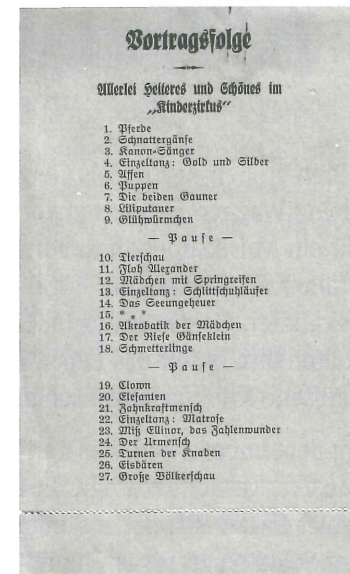 Vortragsfolge
Allerlei Heiteres und Schönes im
„Kinderzirkus“
1. Pferde
2. Schnattergänse
3. Kanon-Sänger
4. Einzeltanz: Gold und Silber
5. Affen
6. Puppen
7. Die beiden Gauner
8. Liliputaner
9. Glühwürmchen
— Pause —
10. Tierschau
11. Floh Alexander
12. Mädchen mit Springreifen
13. Einzeltanz: Schlittschuhläufer
14. Das Seeungeheuer
15. * * *
16. Akrobatik der Mädchen
17. Der Riese Gänseklein
18. Schmetterlinge
— Pause —
19. Clown
20. Elefanten
21. Zahnkraftmensch
22. Einzeltanz: Matrose
23. Miß Ellinor, das Zahlenwunder
24. Der Urmensch
25. Turnen der Knaben
26. Eisbären
27. Große Völkerschau